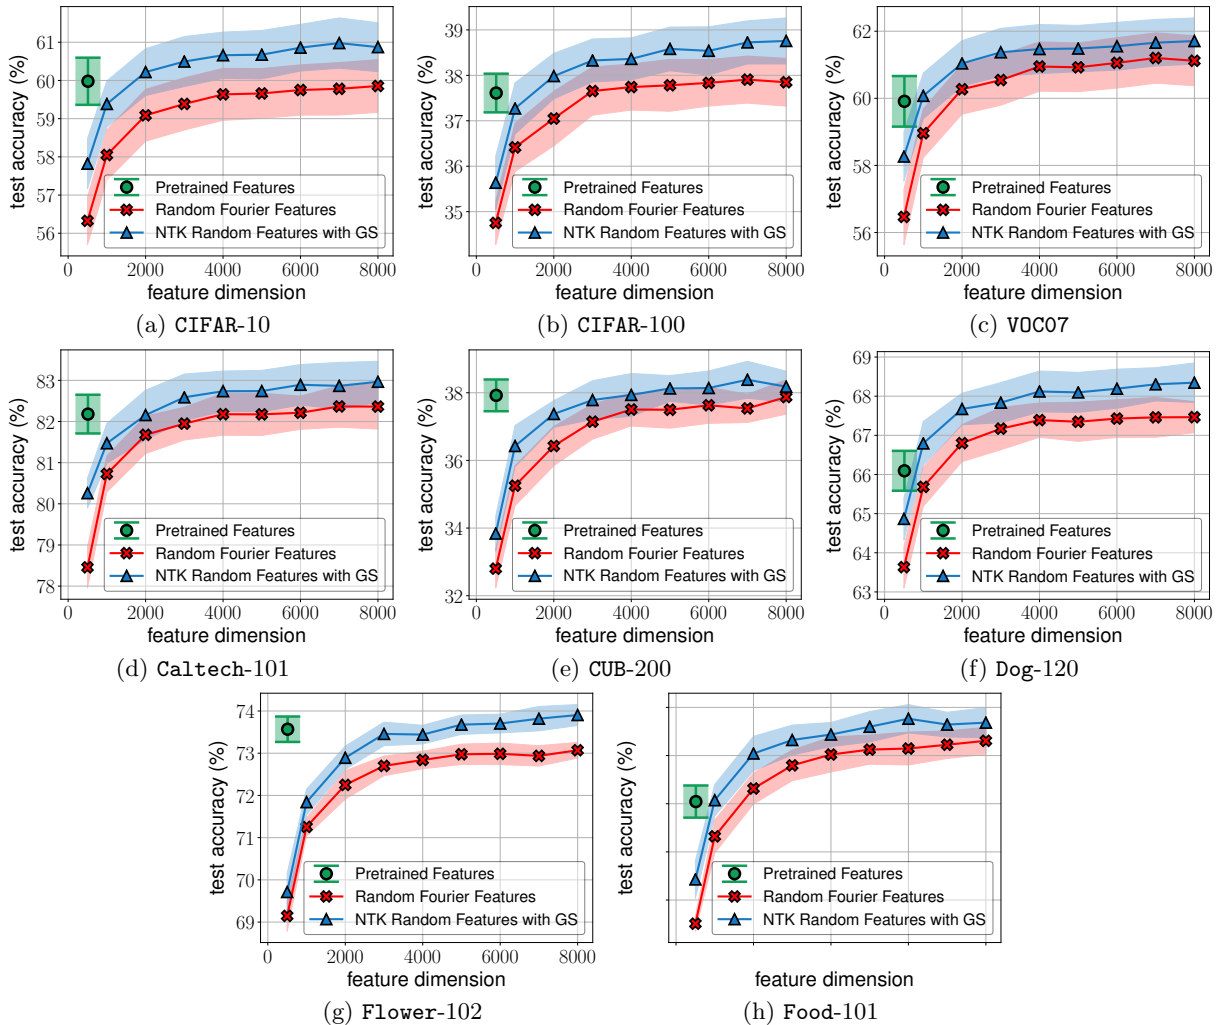 61
60
59
58
57
56
test accuracy (%)
Pretrained Features
Random Fourier Features
NTK Random Features with GS
0 2000 4000 6000 8000
feature dimension
(a) CIFAR-10
39
38
37
36
35
test accuracy (%)
Pretrained Features
Random Fourier Features
NTK Random Features with GS
0 2000 4000 6000 8000
feature dimension
(b) CIFAR-100
62
60
58
56
test accuracy (%)
Pretrained Features
Random Fourier Features
NTK Random Features with GS
0 2000 4000 6000 8000
feature dimension
(c) VOC07
83
82
81
80
79
78
test accuracy (%)
Pretrained Features
Random Fourier Features
NTK Random Features with GS
0 2000 4000 6000 8000
feature dimension
(d) Caltech-101
38
36
34
32
test accuracy (%)
Pretrained Features
Random Fourier Features
NTK Random Features with GS
0 2000 4000 6000 8000
feature dimension
(e) CUB-200
69
68
67
66
65
64
63
test accuracy (%)
Pretrained Features
Random Fourier Features
NTK Random Features with GS
0 2000 4000 6000 8000
feature dimension
(f) Dog-120
74
73
72
71
70
69
test accuracy (%)
Pretrained Features
Random Fourier Features
NTK Random Features with GS
0 2000 4000 6000 8000
feature dimension
(g) Flower-102
test accuracy (%)
Pretrained Features
Random Fourier Features
NTK Random Features with GS
feature dimension
(h) Food-101